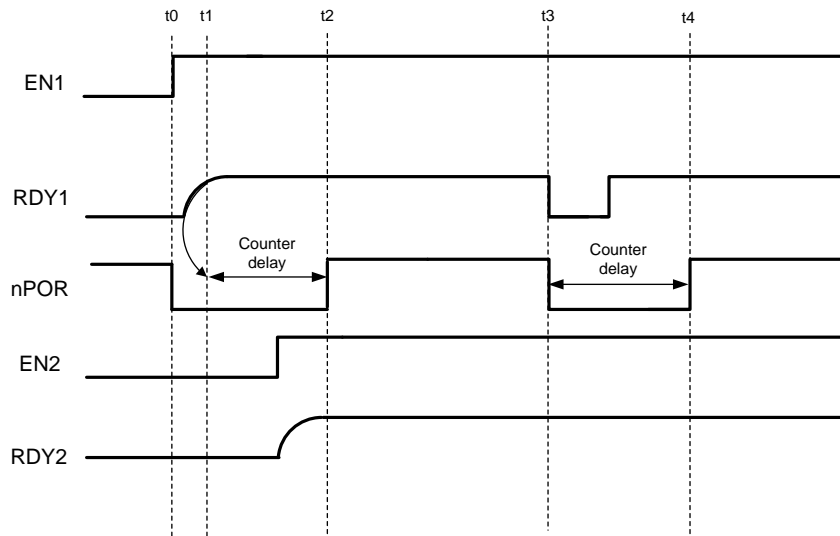 t0
t1
t2
t3
t4
EN1
RDY1
Counter
delay
Counter
delay
nPOR
EN2
RDY2